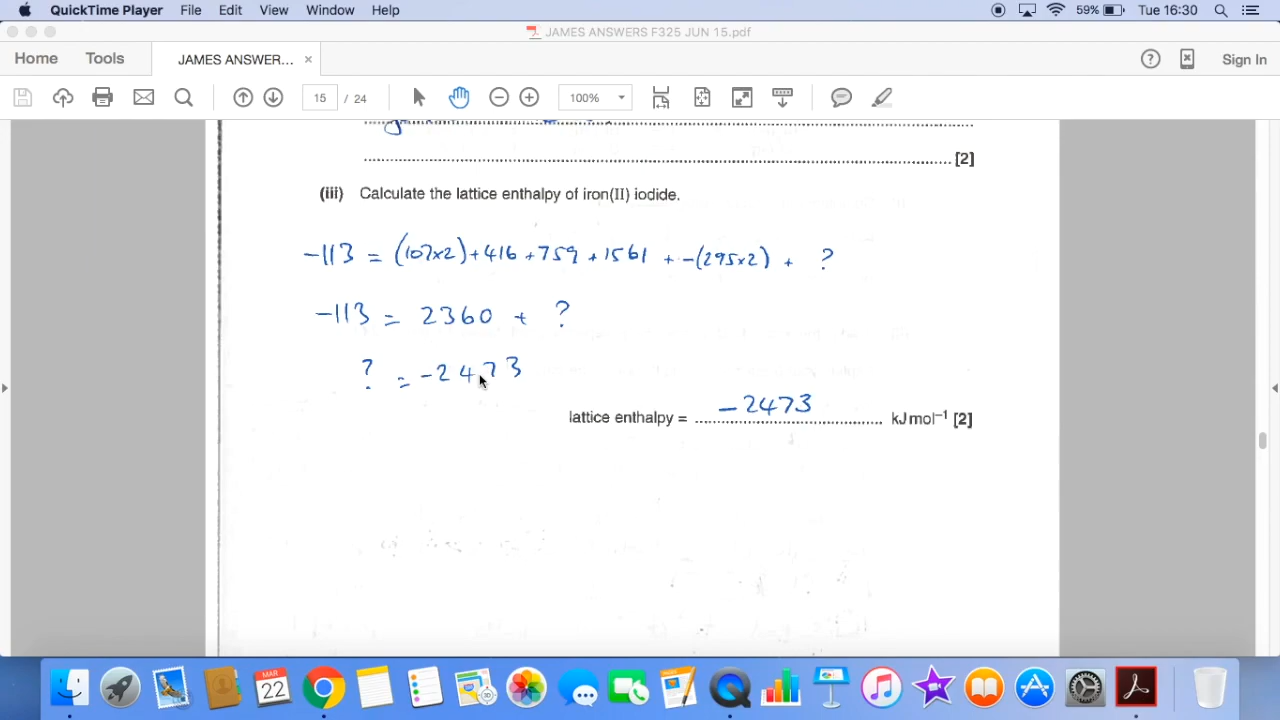 QuickTime Player File Edit View Window Help 59% Tue 16:30
JAMES ANSWERS F325 JUN 15.pdf
Home Tools JAMES ANSWER... × Sign In
15 / 24 100%
[2]
(iii) Calculate the lattice enthalpy of iron(II) iodide.
-113 = (107×2)+416+759+1561 + -(295×2) + ?
-113 = 2360 + ?
? = -2473
lattice enthalpy = -2473 kJ mol⁻¹ [2]
MAR
22